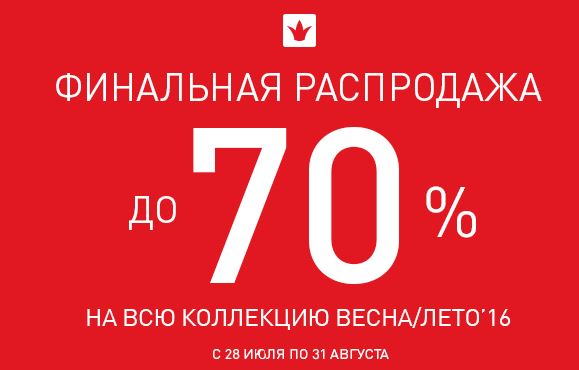 ФИНАЛЬНАЯ РАСПРОДАЖА
ДО 70 %
НА ВСЮ КОЛЛЕКЦИЮ ВЕСНА/ЛЕТО’16
С 28 ИЮЛЯ ПО 31 АВГУСТА